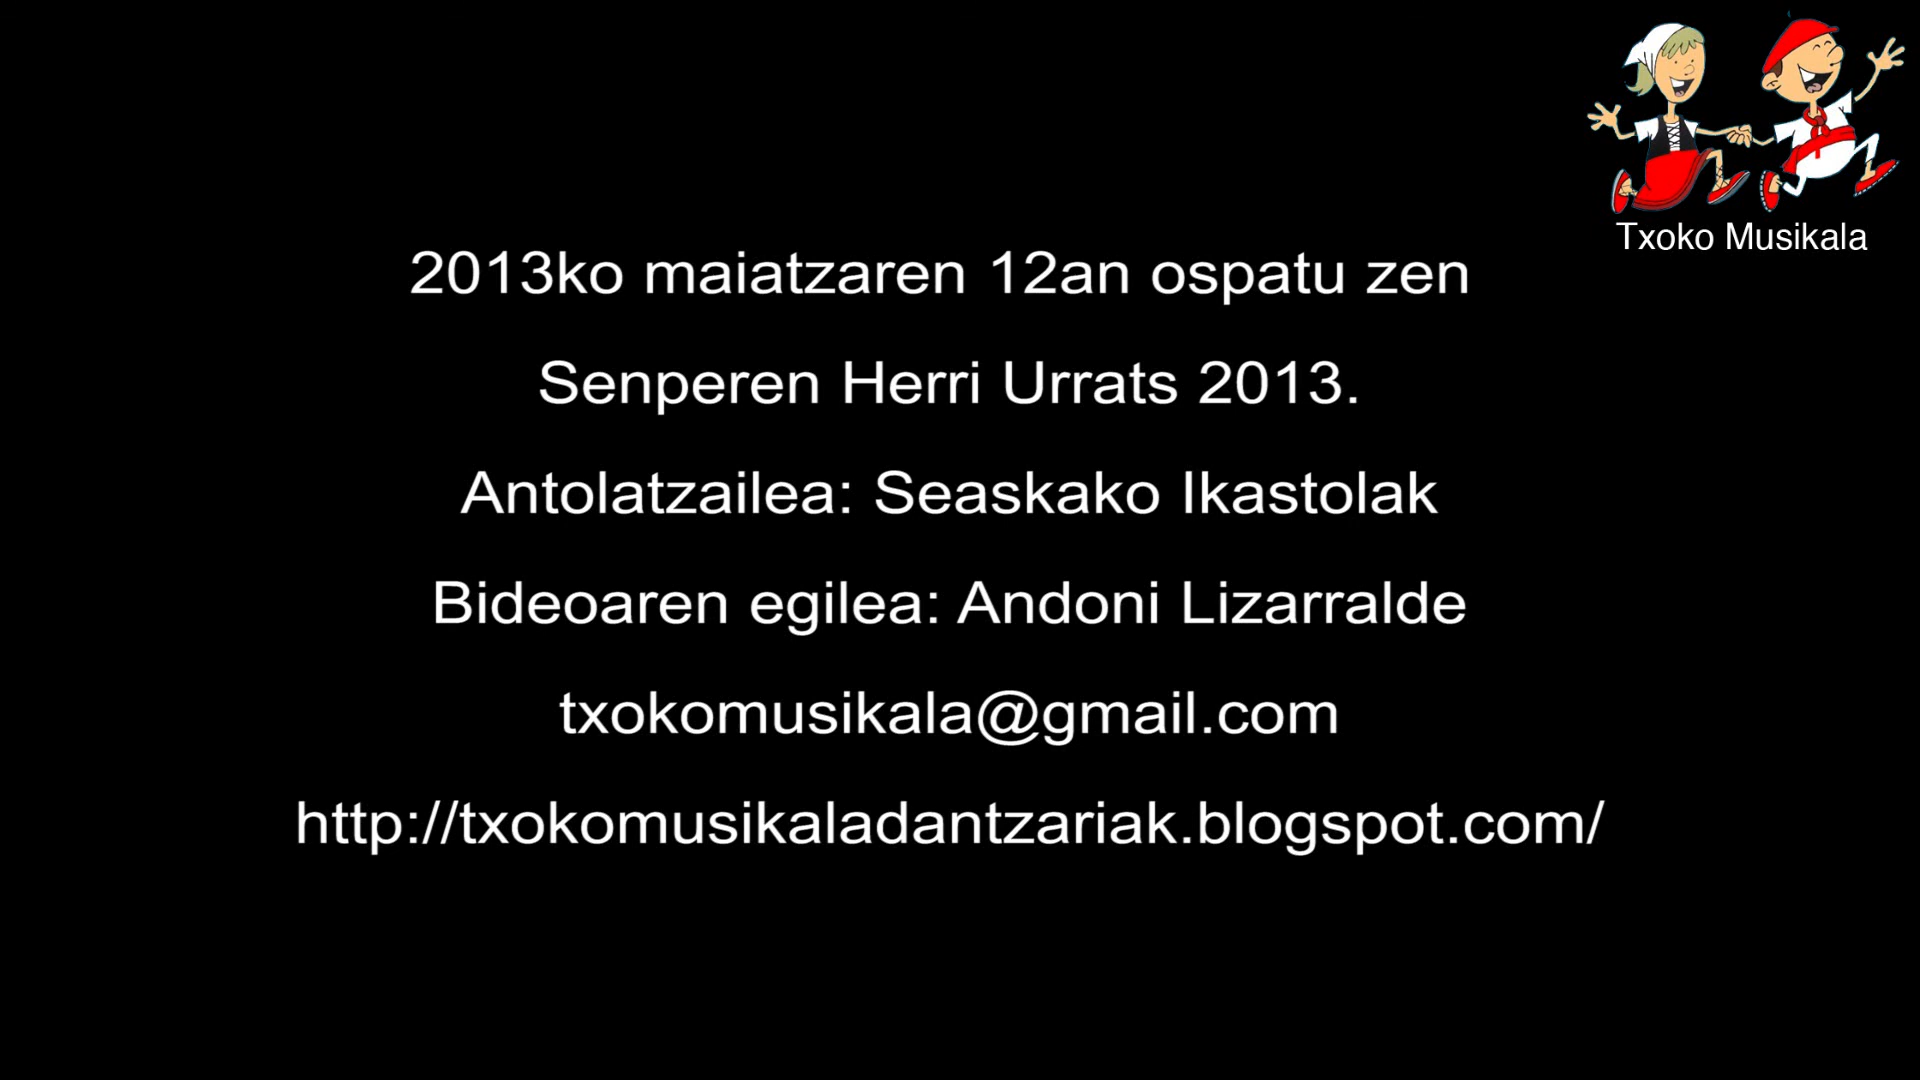 Txoko Musikala
2013ko maiatzaren 12an ospatu zen
Senperen Herri Urrats 2013.
Antolatzailea: Seaskako Ikastolak
Bideoaren egilea: Andoni Lizarralde
txokomusikala@gmail.com
http://txokomusikaladantzariak.blogspot.com/